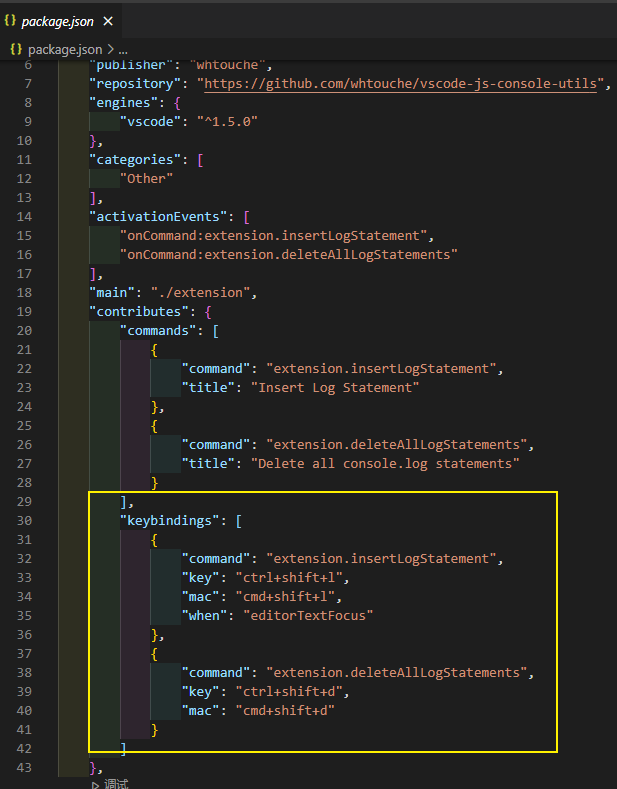 {} package.json ×
{} package.json > ...
6 "publisher": "whtouche",
7 "repository": "https://github.com/whtouche/vscode-js-console-utils",
8 "engines": {
9 "vscode": "^1.5.0"
10 },
11 "categories": [
12 "Other"
13 ],
14 "activationEvents": [
15 "onCommand:extension.insertLogStatement",
16 "onCommand:extension.deleteAllLogStatements"
17 ],
18 "main": "./extension",
19 "contributes": {
20 "commands": [
21 {
22 "command": "extension.insertLogStatement",
23 "title": "Insert Log Statement"
24 },
25 {
26 "command": "extension.deleteAllLogStatements",
27 "title": "Delete all console.log statements"
28 }
29 ],
30 "keybindings": [
31 {
32 "command": "extension.insertLogStatement",
33 "key": "ctrl+shift+l",
34 "mac": "cmd+shift+l",
35 "when": "editorTextFocus"
36 },
37 {
38 "command": "extension.deleteAllLogStatements",
39 "key": "ctrl+shift+d",
40 "mac": "cmd+shift+d"
41 }
42 ]
43 },
调试